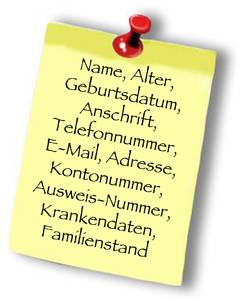 Name, Alter,
Geburtsdatum,
Anschrift,
Telefonnummer,
E-Mail, Adresse,
Kontonummer,
Ausweis-Nummer,
Krankendaten,
Familienstand